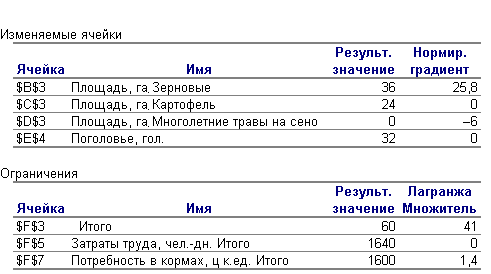 Изменяемые ячейки
Результ. Нормир.
Ячейка Имя значение градиент
$B$3 Площадь, га Зерновые 36 25,8
$C$3 Площадь, га Картофель 24 0
$D$3 Площадь, га Многолетние травы на сено 0 –6
$E$4 Поголовье, гол. 32 0
Ограничения
Результ. Лагранжа
Ячейка Имя значение Множитель
$F$3 Итого 60 41
$F$5 Затраты труда, чел.-дн. Итого 1640 0
$F$7 Потребность в кормах, ц к.ед. Итого 1600 1,4